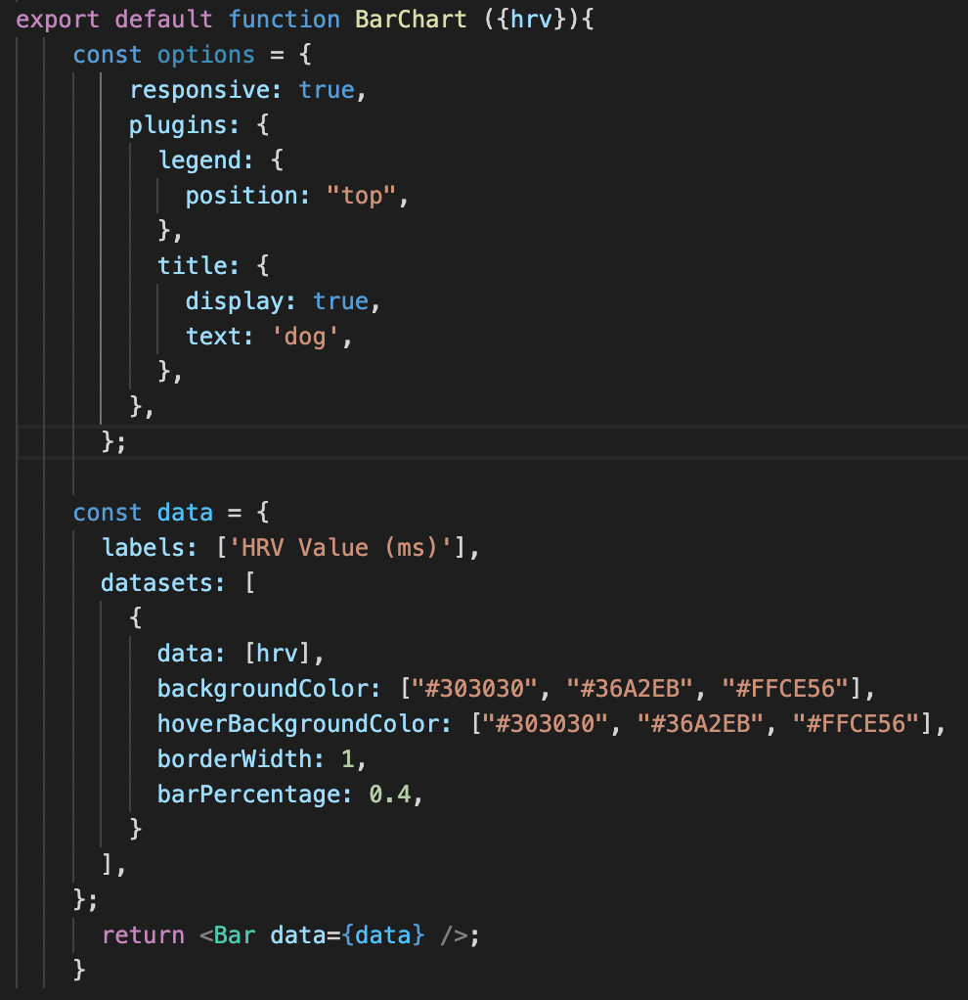 export default function BarChart ({hrv}){
const options = {
responsive: true,
plugins: {
legend: {
position: "top",
},
title: {
display: true,
text: 'dog',
},
},
};
const data = {
labels: ['HRV Value (ms)'],
datasets: [
{
data: [hrv],
backgroundColor: ["#303030", "#36A2EB", "#FFCE56"],
hoverBackgroundColor: ["#303030", "#36A2EB", "#FFCE56"],
borderWidth: 1,
barPercentage: 0.4,
}
],
};
return <Bar data={data} />;
}